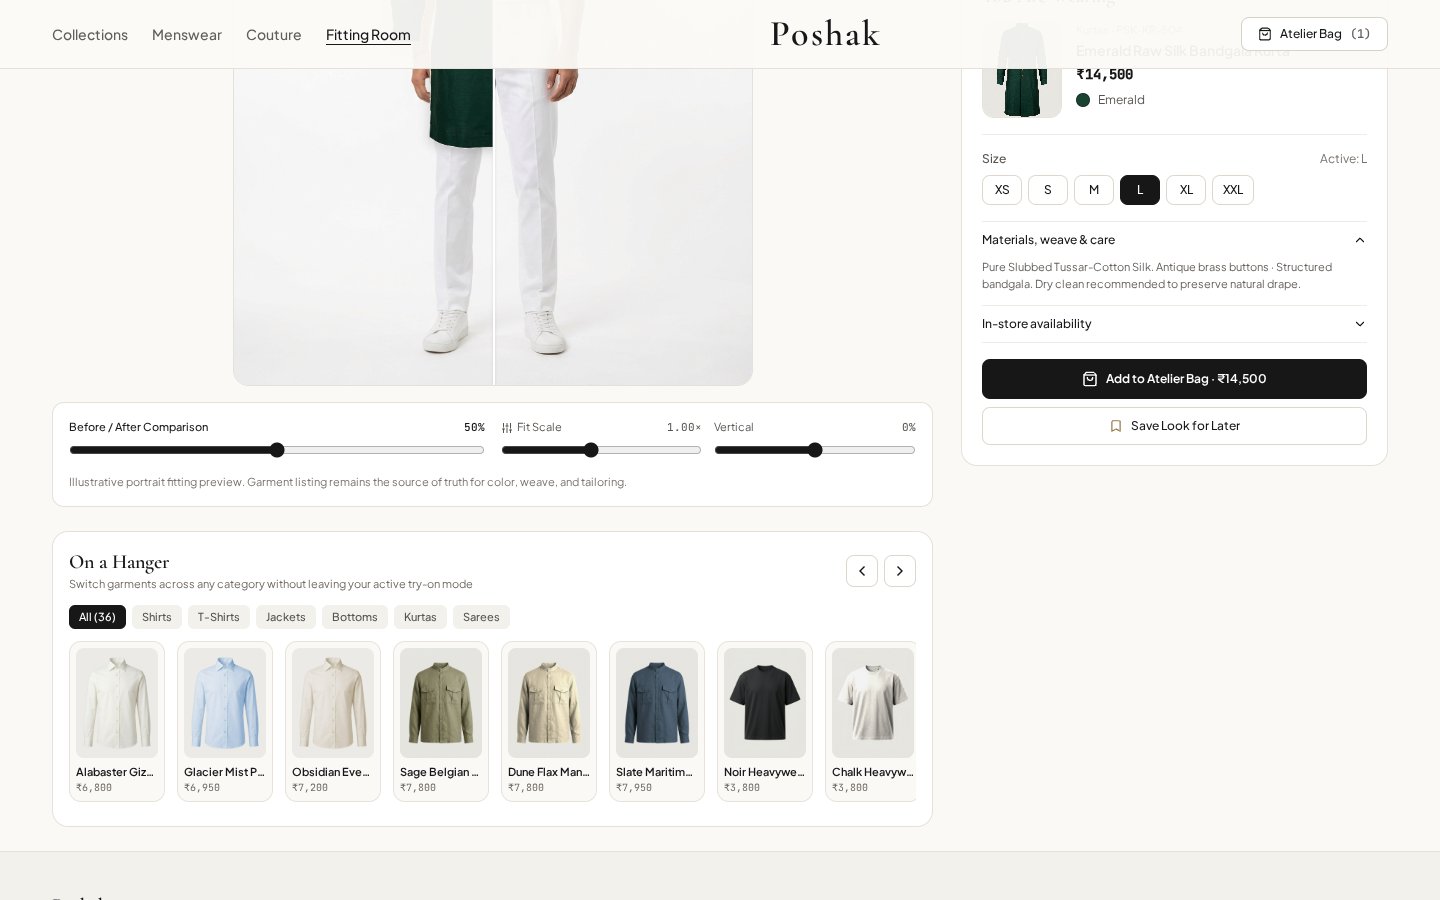 Collections
Menswear
Couture
Fitting Room
Poshak
Atelier Bag (1)
Emerald Raw Silk Bandgala Kurta
₹14,500
Emerald
Size
Active: L
XS
S
M
L
XL
XXL
Materials, weave & care
Pure Slubbed Tussar-Cotton Silk. Antique brass buttons · Structured
bandgala. Dry clean recommended to preserve natural drape.
In-store availability
Add to Atelier Bag · ₹14,500
Save Look for Later
Before / After Comparison
50%
Fit Scale
1.00×
Vertical
0%
Illustrative portrait fitting preview. Garment listing remains the source of truth for color, weave, and tailoring.
On a Hanger
Switch garments across any category without leaving your active try-on mode
All (36)
Shirts
T-Shirts
Jackets
Bottoms
Kurtas
Sarees
Alabaster Giz...
₹6,800
Glacier Mist P...
₹6,950
Obsidian Eve...
₹7,200
Sage Belgian ...
₹7,800
Dune Flax Man...
₹7,800
Slate Maritim...
₹7,950
Noir Heavywe...
₹3,800
Chalk Heavyw...
₹3,800